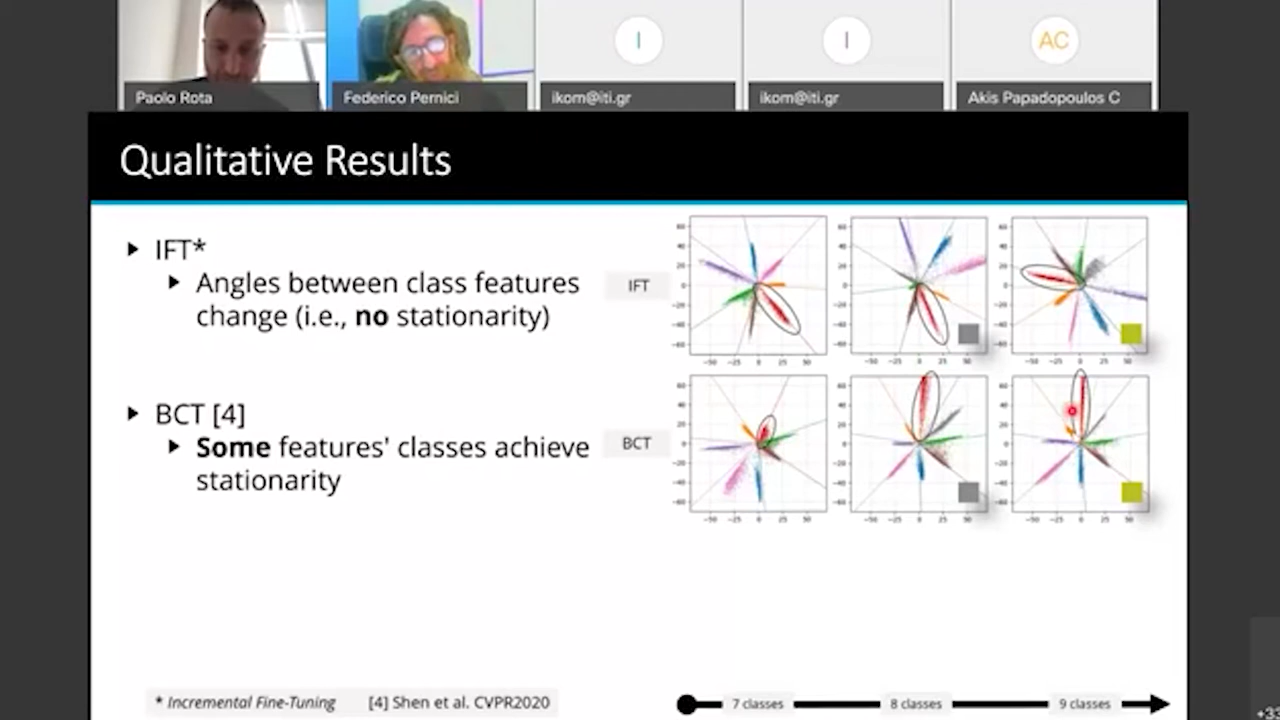 I
I
AC
Paolo Rota
Federico Pernici
ikom@iti.gr
ikom@iti.gr
Akis Papadopoulos C
Qualitative Results
IFT*
Angles between class features
change (i.e., no stationarity)
IFT
BCT [4]
Some features' classes achieve
stationarity
BCT
* Incremental Fine-Tuning
[4] Shen et al. CVPR2020
7 classes
8 classes
9 classes